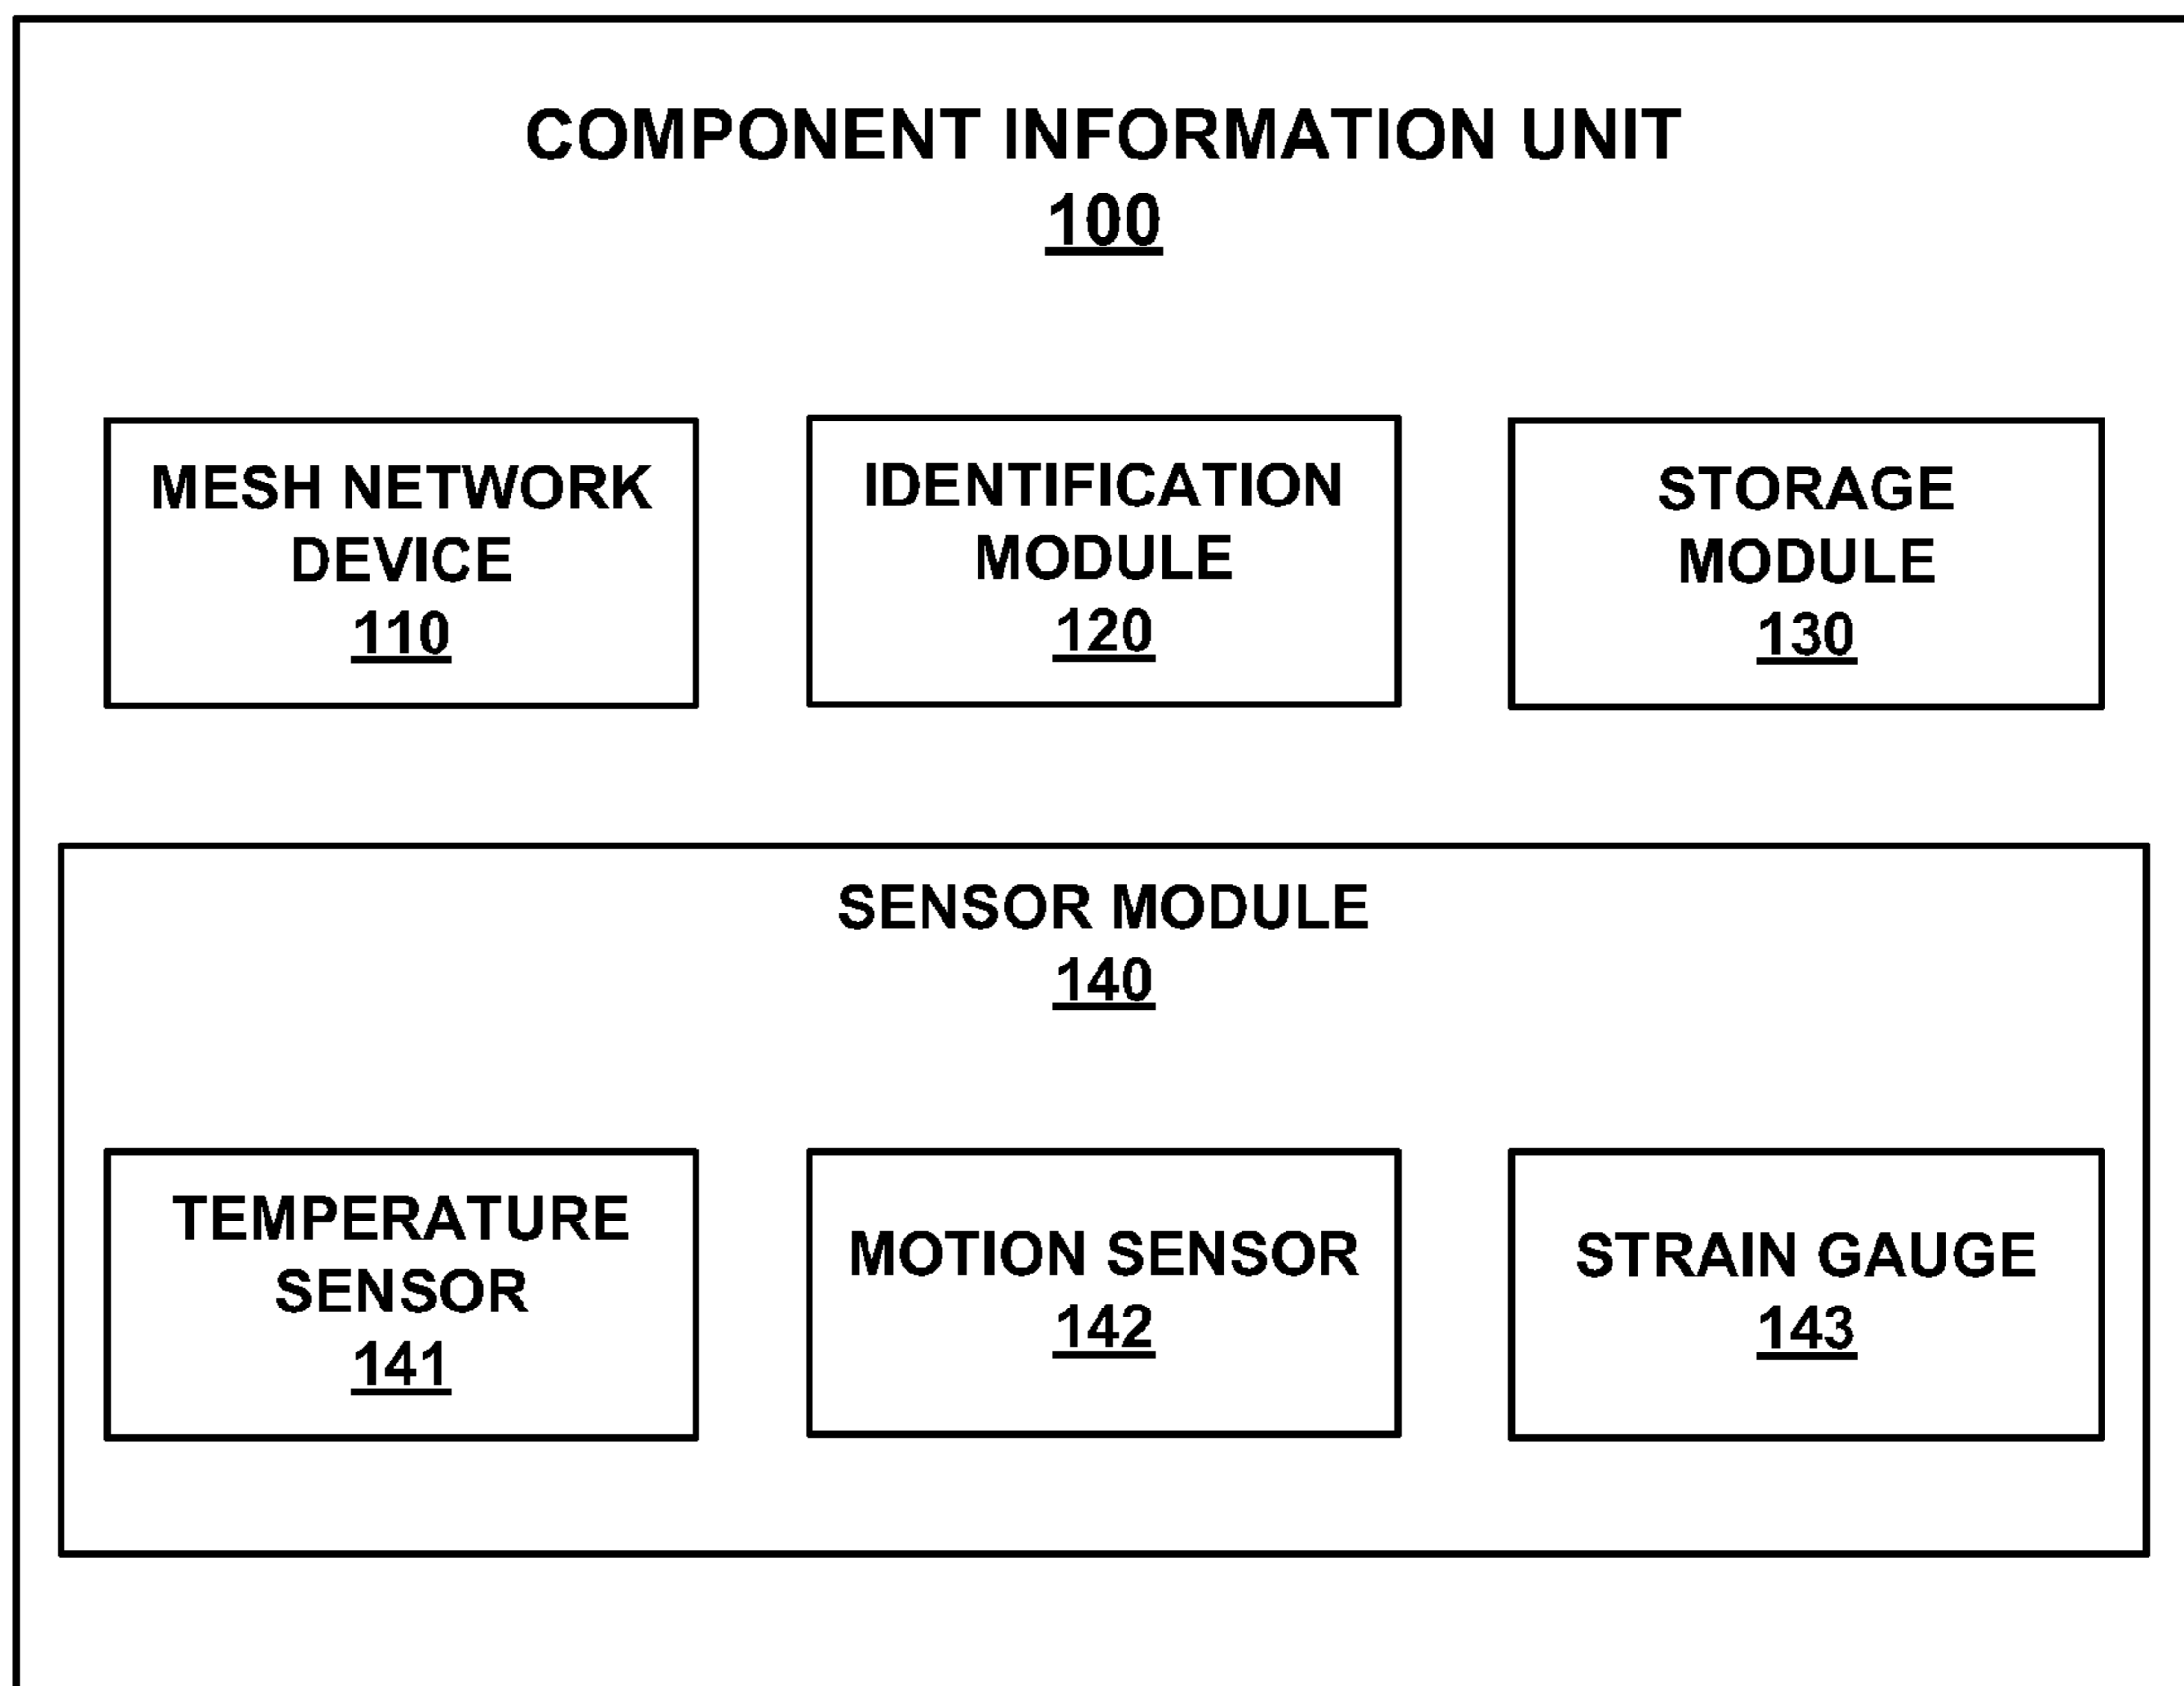 COMPONENT INFORMATION UNIT
100
MESH NETWORK
DEVICE
110
IDENTIFICATION
MODULE
120
STORAGE
MODULE
130
SENSOR MODULE
140
TEMPERATURE
SENSOR
141
MOTION SENSOR
142
STRAIN GAUGE
143